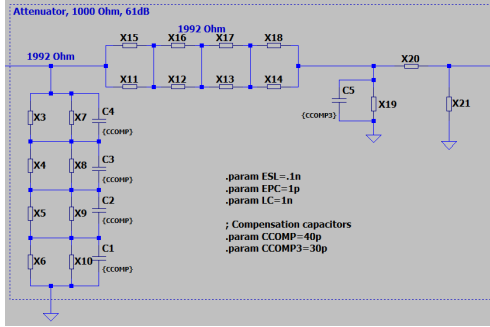 Attenuator, 1000 Ohm, 61dB
1992 Ohm
X15
X16
X17
X18
1992 Ohm
X11
X12
X13
X14
X20
C5
{CCOMP3}
X19
X21
X3
X7
C4
{CCOMP}
X4
X8
C3
{CCOMP}
X5
X9
C2
{CCOMP}
X6
X10
C1
{CCOMP}
.param ESL=.1n
.param EPC=1p
.param LC=1n
; Compensation capacitors
.param CCOMP=40p
.param CCOMP3=30p